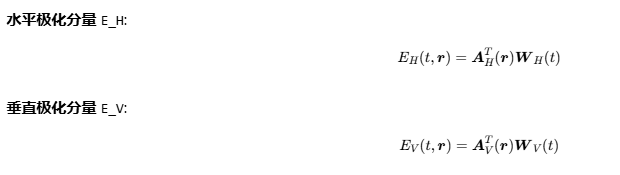 水平极化分量 E_H:
E_H(t, r) = A_H^T(r)W_H(t)
垂直极化分量 E_V:
E_V(t, r) = A_V^T(r)W_V(t)